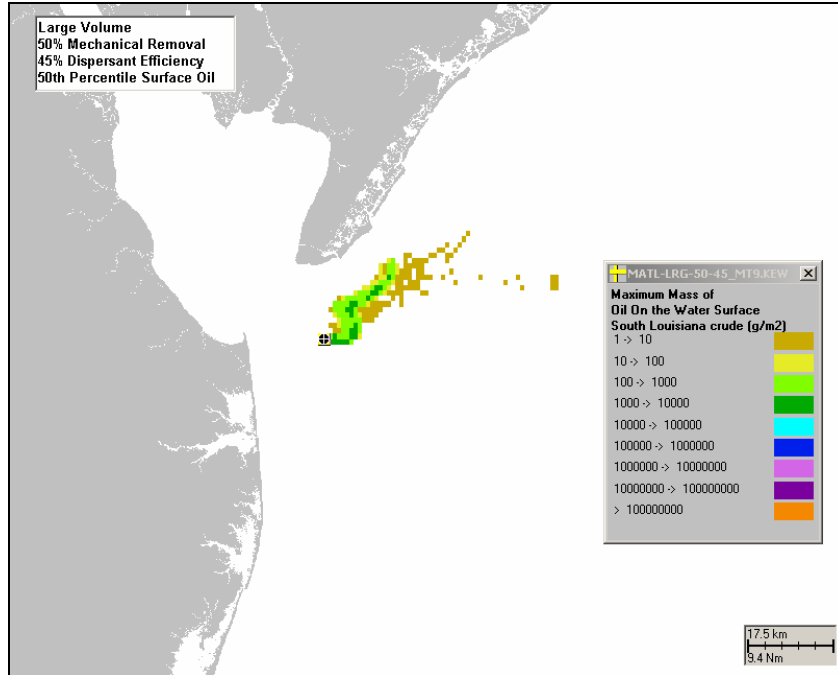 Large Volume
50% Mechanical Removal
45% Dispersant Efficiency
50th Percentile Surface Oil
MATL-LRG-50-45_MT9.KEW
Maximum Mass of
Oil On the Water Surface
South Louisiana crude (g/m2)
1 -> 10
10 -> 100
100 -> 1000
1000 -> 10000
10000 -> 100000
100000 -> 1000000
1000000 -> 10000000
10000000 -> 100000000
> 100000000
17.5 km
9.4 Nm